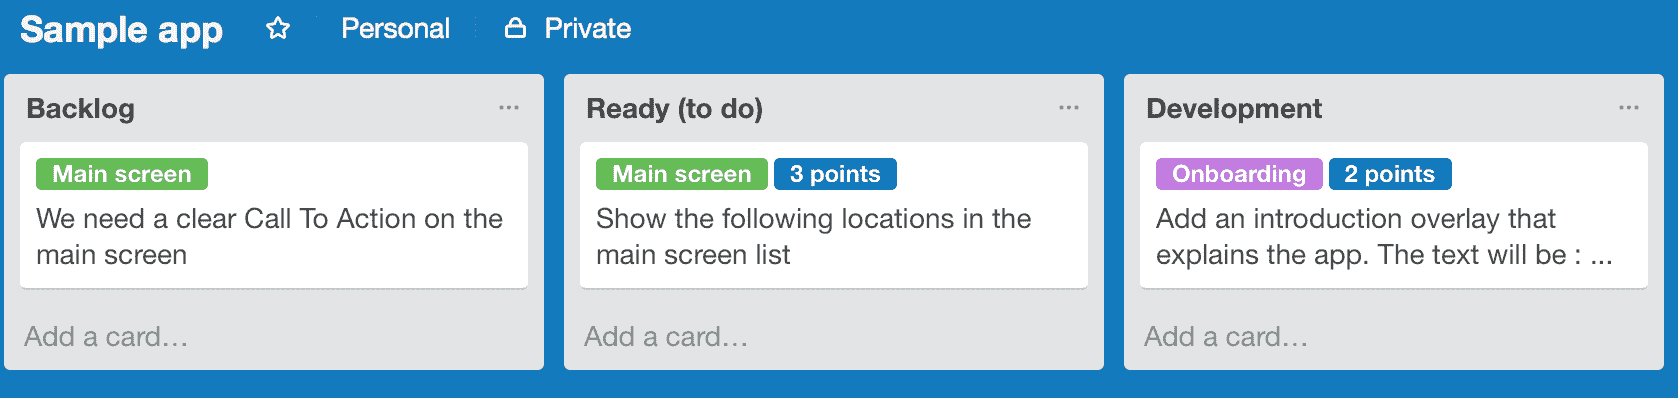 Sample app Personal Private
Backlog
Main screen
We need a clear Call To Action on the
main screen
Add a card…
Ready (to do)
Main screen 3 points
Show the following locations in the
main screen list
Add a card…
Development
Onboarding 2 points
Add an introduction overlay that
explains the app. The text will be : ...
Add a card…